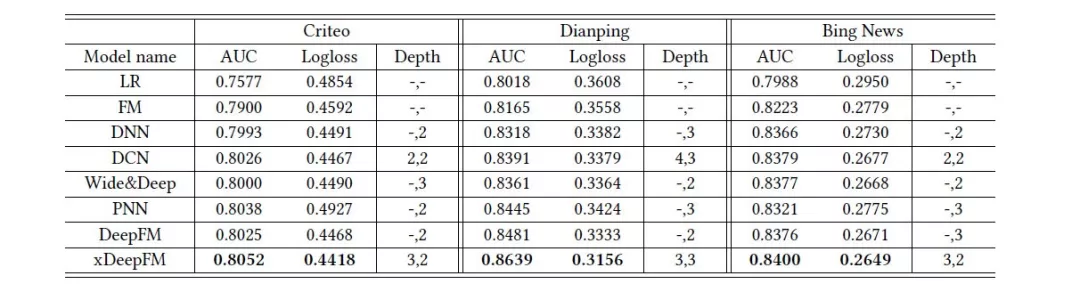 Criteo Dianping Bing News
Model name AUC Logloss Depth AUC Logloss Depth AUC Logloss Depth
LR 0.7577 0.4854 -,- 0.8018 0.3608 -,- 0.7988 0.2950 -,-
FM 0.7900 0.4592 -,- 0.8165 0.3558 -,- 0.8223 0.2779 -,-
DNN 0.7993 0.4491 -,2 0.8318 0.3382 -,3 0.8366 0.2730 -,2
DCN 0.8026 0.4467 2,2 0.8391 0.3379 4,3 0.8379 0.2677 2,2
Wide&Deep 0.8000 0.4490 -,3 0.8361 0.3364 -,2 0.8377 0.2668 -,2
PNN 0.8038 0.4927 -,2 0.8445 0.3424 -,3 0.8321 0.2775 -,3
DeepFM 0.8025 0.4468 -,2 0.8481 0.3333 -,2 0.8376 0.2671 -,3
xDeepFM 0.8052 0.4418 3,2 0.8639 0.3156 3,3 0.8400 0.2649 3,2